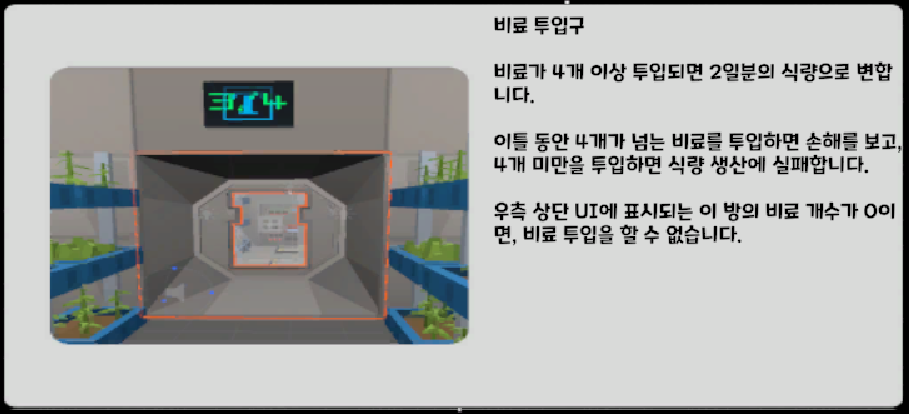 비료 투입구
비료가 4개 이상 투입되면 2일분의 식량으로 변합
니다.
이틀 동안 4개가 넘는 비료를 투입하면 손해를 보고,
4개 미만을 투입하면 식량 생산에 실패합니다.
우측 상단 UI에 표시되는 이 방의 비료 개수가 0이
면, 비료 투입을 할 수 없습니다.